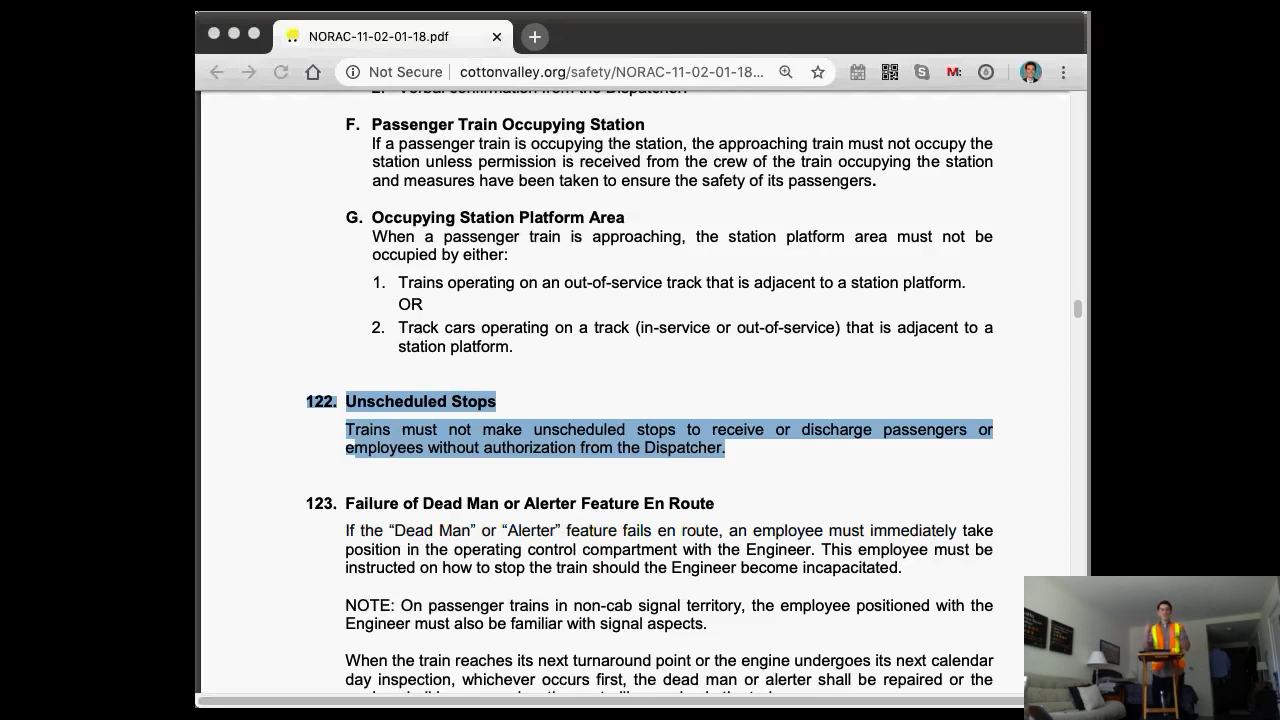 NORAC-11-02-01-18.pdf
Not Secure
cottonvalley.org/safety/NORAC-11-02-01-18...
M:
2. Verbal confirmation from the Dispatcher.
F. Passenger Train Occupying Station
If a passenger train is occupying the station, the approaching train must not occupy the
station unless permission is received from the crew of the train occupying the station
and measures have been taken to ensure the safety of its passengers.
G. Occupying Station Platform Area
When a passenger train is approaching, the station platform area must not be
occupied by either:
1. Trains operating on an out-of-service track that is adjacent to a station platform.
OR
2. Track cars operating on a track (in-service or out-of-service) that is adjacent to a
station platform.
122. Unscheduled Stops
Trains must not make unscheduled stops to receive or discharge passengers or
employees without authorization from the Dispatcher.
123. Failure of Dead Man or Alerter Feature En Route
If the “Dead Man” or “Alerter” feature fails en route, an employee must immediately take
position in the operating control compartment with the Engineer. This employee must be
instructed on how to stop the train should the Engineer become incapacitated.
NOTE: On passenger trains in non-cab signal territory, the employee positioned with the
Engineer must also be familiar with signal aspects.
When the train reaches its next turnaround point or the engine undergoes its next calendar
day inspection, whichever occurs first, the dead man or alerter shall be repaired or the